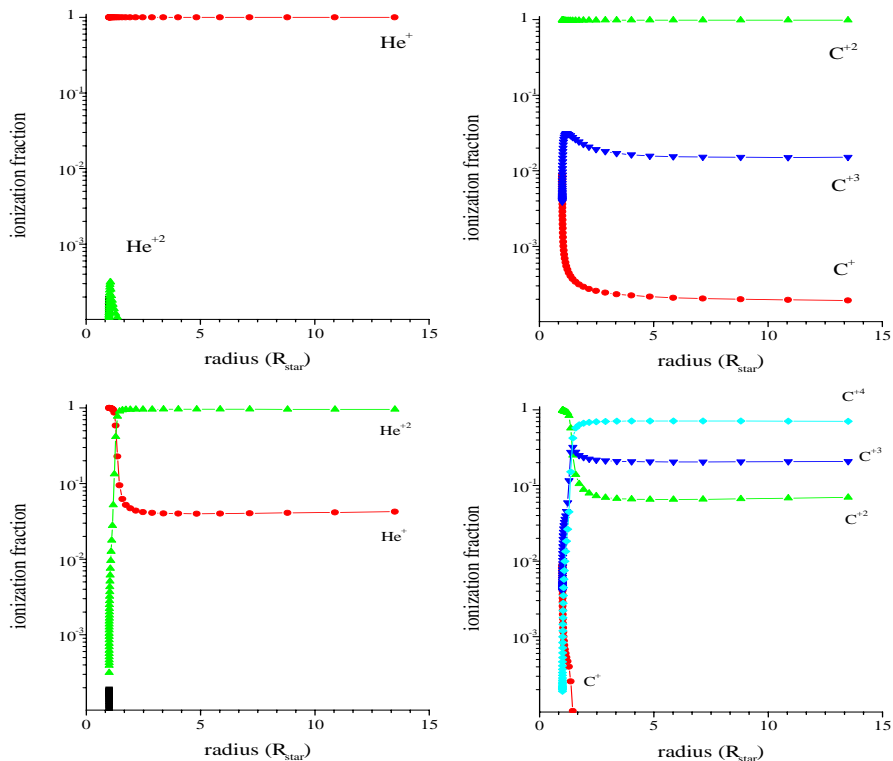 1
10^-1
10^-2
10^-3
0
5
10
15
ionization fraction
radius (R_star)
He^+
He^+2
1
10^-1
10^-2
10^-3
0
5
10
15
ionization fraction
radius (R_star)
C^+2
C^+3
C^+
1
10^-1
10^-2
10^-3
0
5
10
15
ionization fraction
radius (R_star)
He^+2
He^+
1
10^-1
10^-2
10^-3
0
5
10
15
ionization fraction
radius (R_star)
C^+4
C^+3
C^+2
C^+